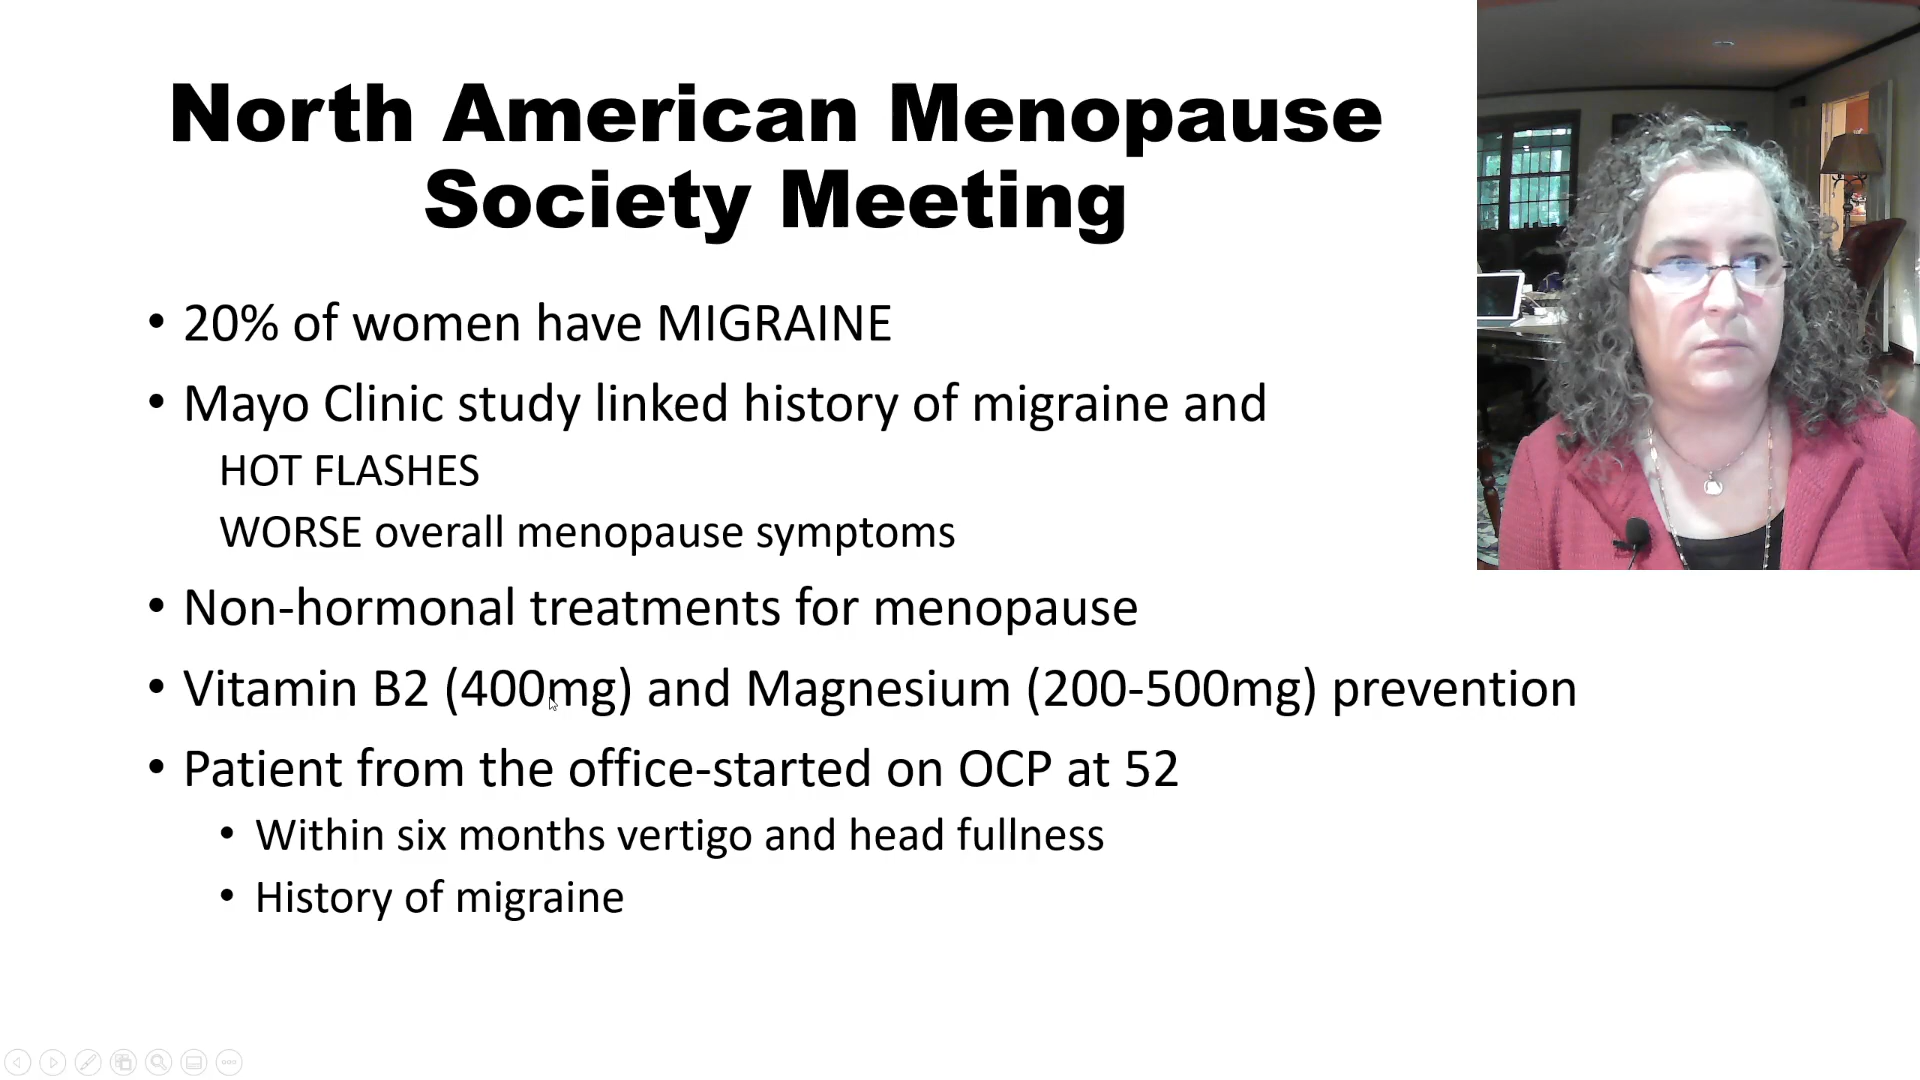 North American Menopause
Society Meeting
• 20% of women have MIGRAINE
• Mayo Clinic study linked history of migraine and
HOT FLASHES
WORSE overall menopause symptoms
• Non-hormonal treatments for menopause
• Vitamin B2 (400mg) and Magnesium (200-500mg) prevention
• Patient from the office-started on OCP at 52
• Within six months vertigo and head fullness
• History of migraine